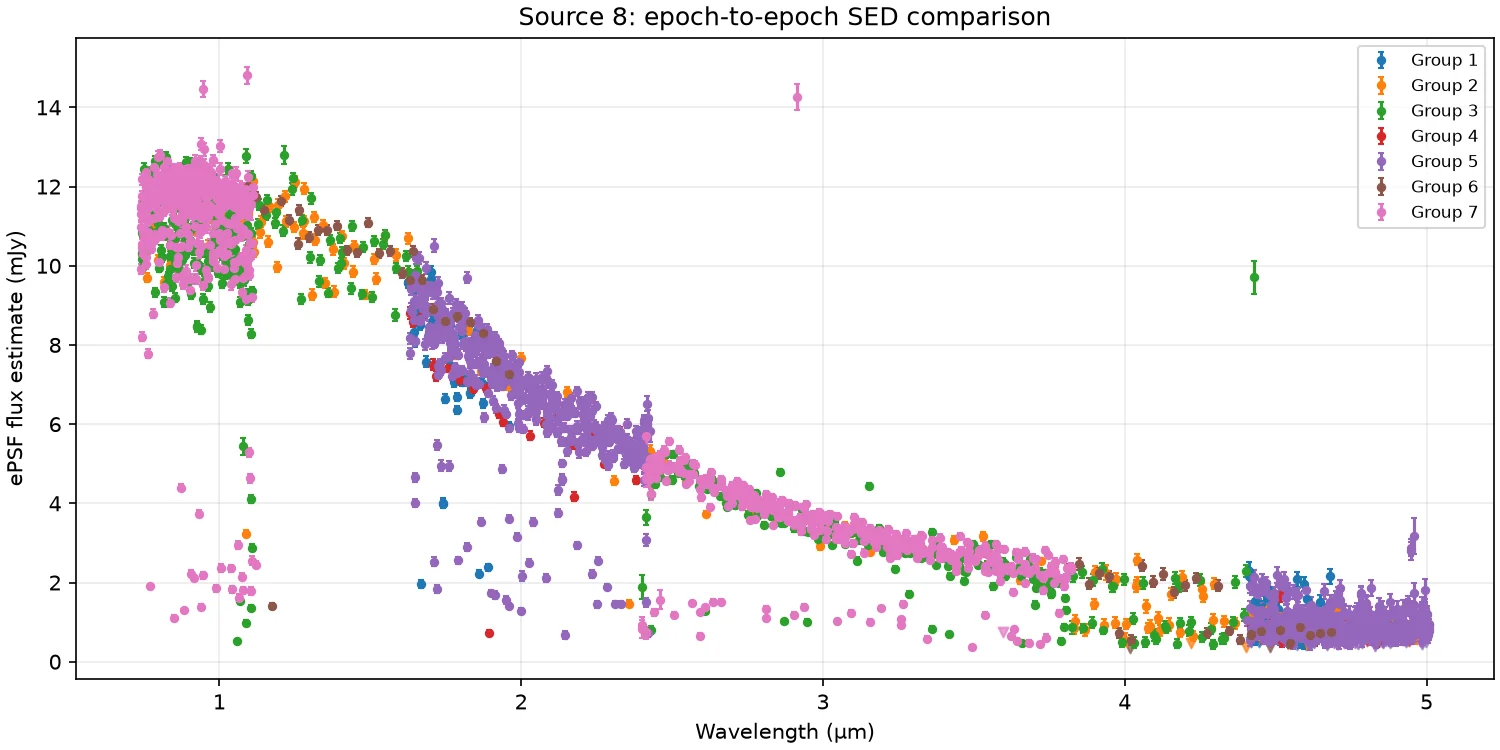 Source 8: epoch-to-epoch SED comparison
ePSF flux estimate (mJy)
14
12
10
8
6
4
2
0
1
2
3
4
5
Wavelength (μm)
Group 1
Group 2
Group 3
Group 4
Group 5
Group 6
Group 7